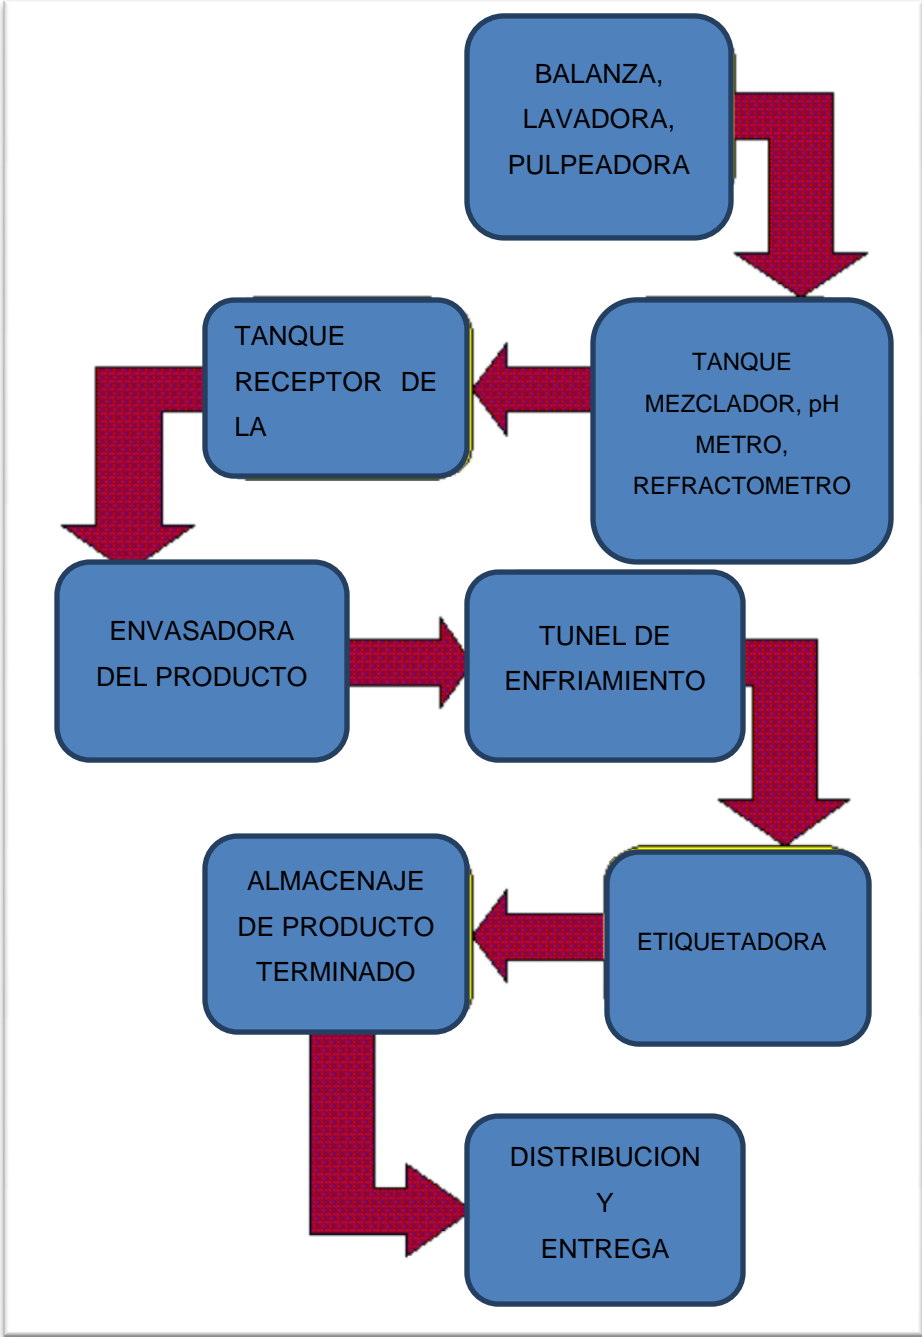 BALANZA,
LAVADORA,
PULPEADORA
TANQUE
MEZCLADOR, pH
METRO,
REFRACTOMETRO
TANQUE
RECEPTOR DE
LA
ENVASADORA
DEL PRODUCTO
TUNEL DE
ENFRIAMIENTO
ETIQUETADORA
ALMACENAJE
DE PRODUCTO
TERMINADO
DISTRIBUCION
Y
ENTREGA